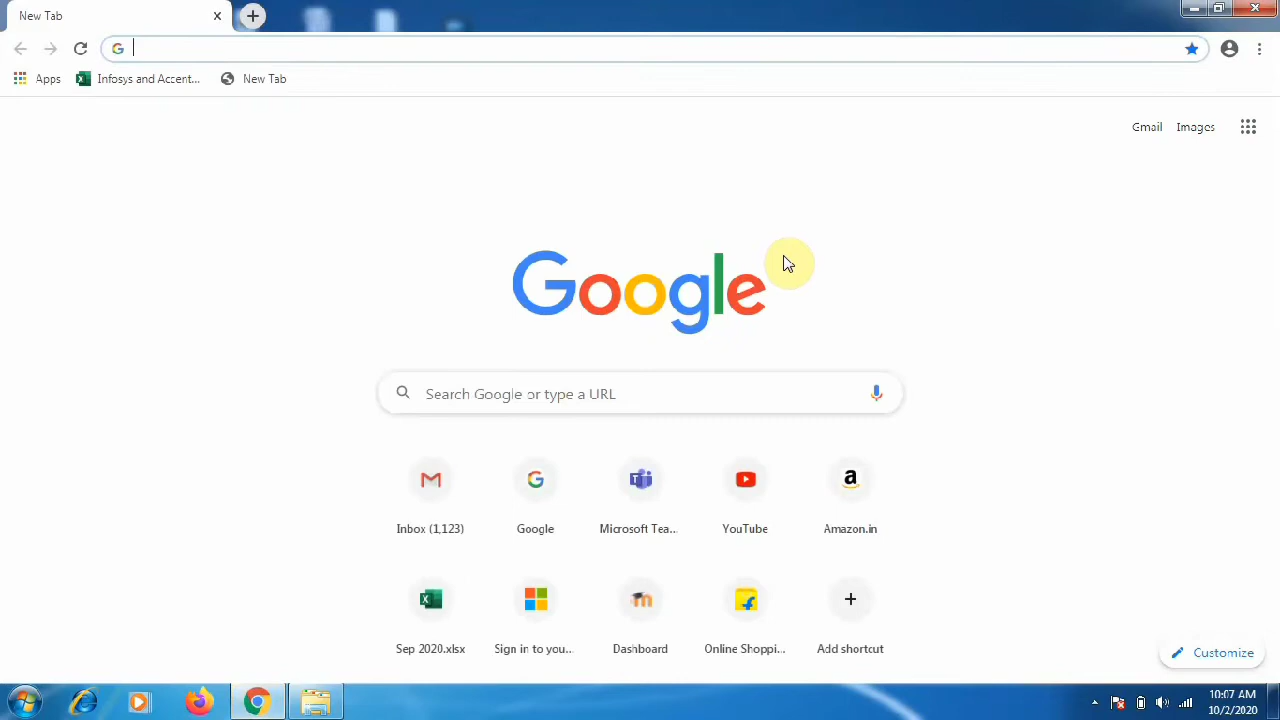 New Tab
Apps
Infosys and Accent...
New Tab
Gmail
Images
Google
Search Google or type a URL
Inbox (1,123)
Google
Microsoft Tea...
YouTube
Amazon.in
Sep 2020.xlsx
Sign in to you...
Dashboard
Online Shoppi...
Add shortcut
Customize
10:07 AM
10/2/2020